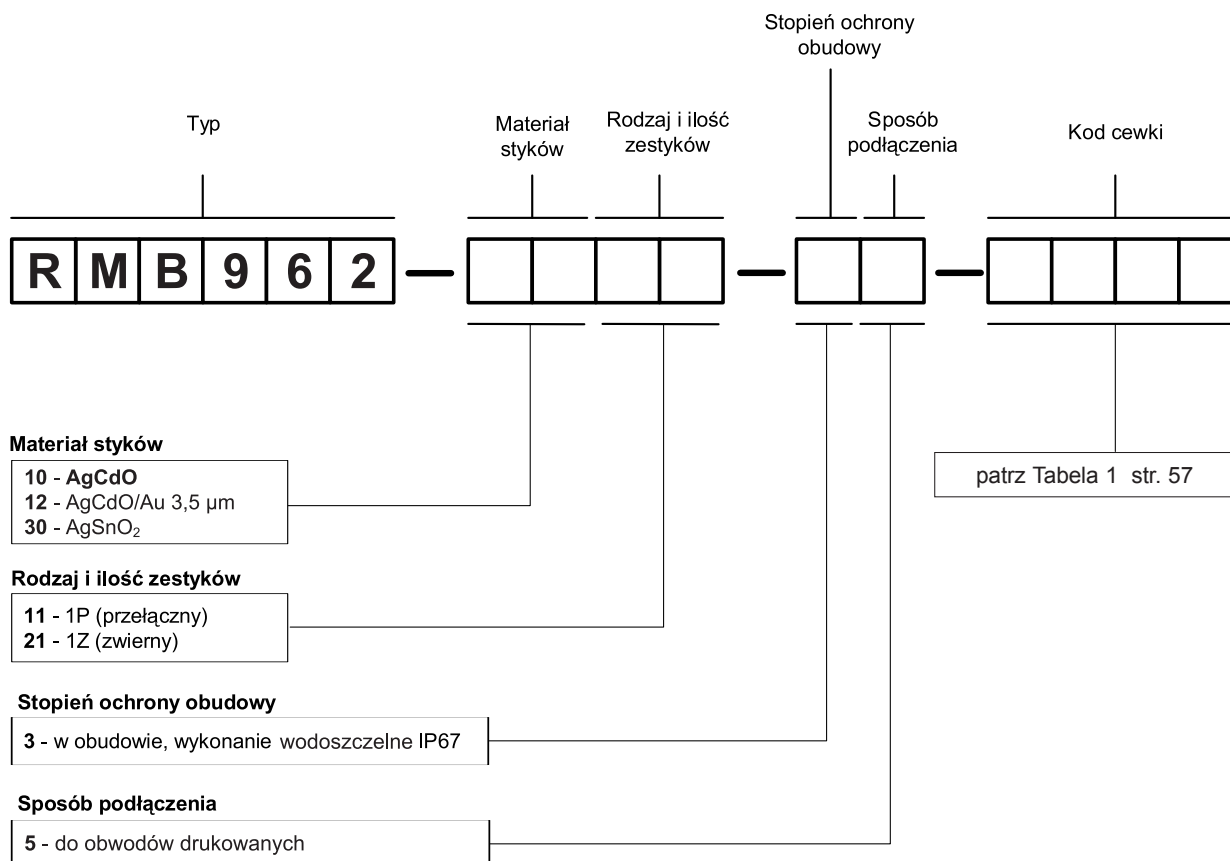 Stopień ochrony
obudowy
Typ
Materiał
styków
Rodzaj i ilość
zestyków
Sposób
podłączenia
Kod cewki
R M B 9 6 2 — — —
Materiał styków
10 - AgCdO
12 - AgCdO/Au 3,5 µm
30 - AgSnO₂
patrz Tabela 1 str. 57
Rodzaj i ilość zestyków
11 - 1P (przełączny)
21 - 1Z (zwierny)
Stopień ochrony obudowy
3 - w obudowie, wykonanie wodoszczelne IP67
Sposób podłączenia
5 - do obwodów drukowanych